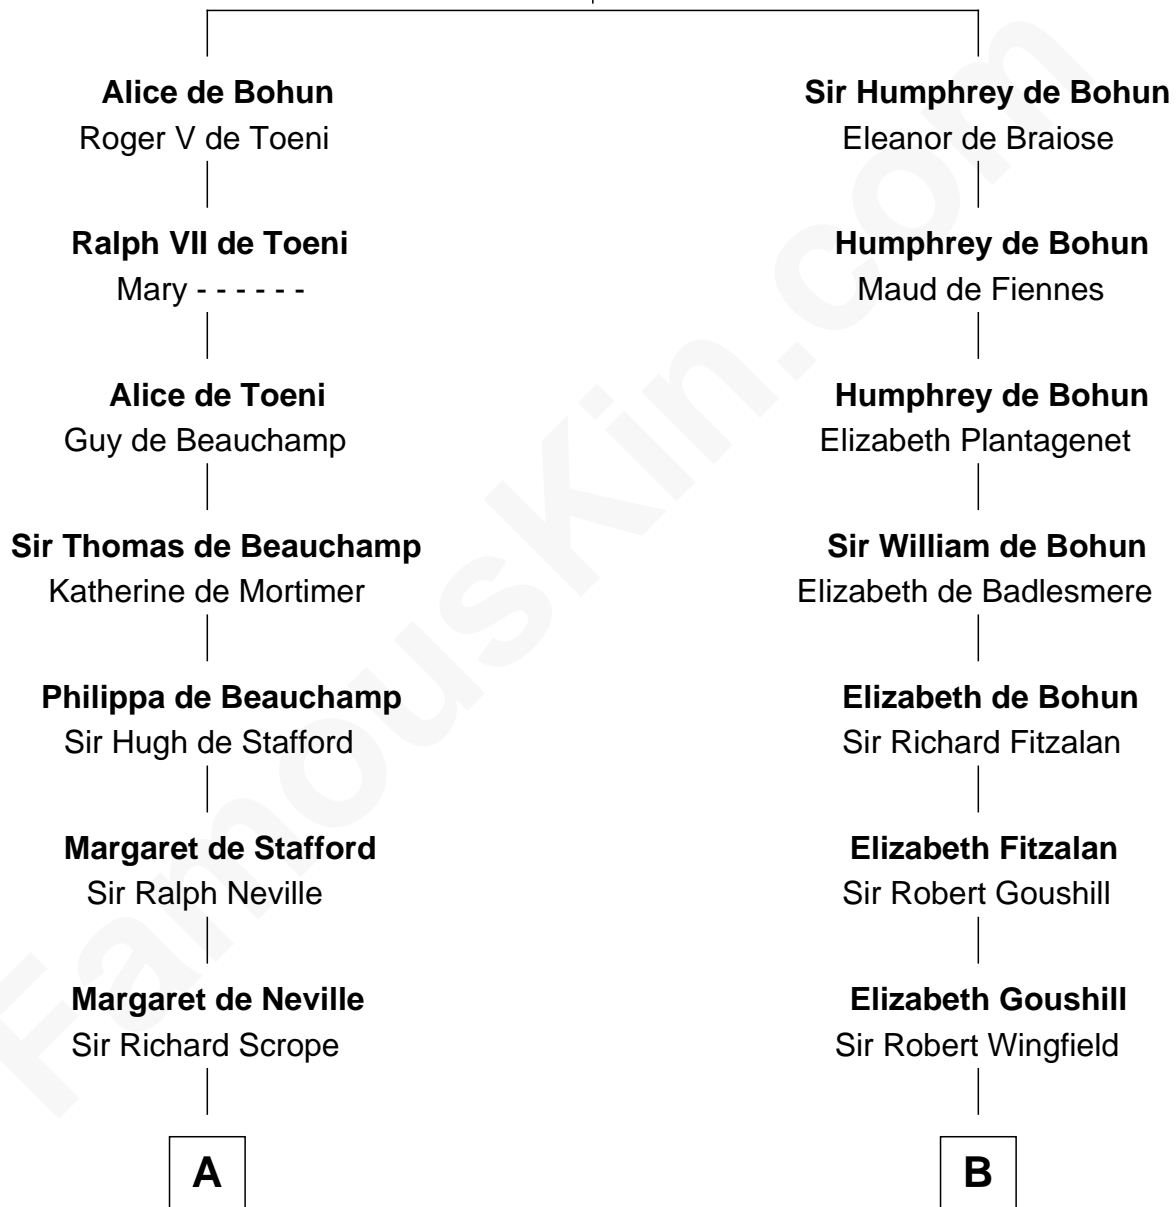 Alice de Bohun
Roger V de Toeni
Sir Humphrey de Bohun
Eleanor de Braiose
Ralph VII de Toeni
Mary - - - - - -
Humphrey de Bohun
Maud de Fiennes
Alice de Toeni
Guy de Beauchamp
Humphrey de Bohun
Elizabeth Plantagenet
Sir Thomas de Beauchamp
Katherine de Mortimer
Sir William de Bohun
Elizabeth de Badlesmere
Philippa de Beauchamp
Sir Hugh de Stafford
Elizabeth de Bohun
Sir Richard Fitzalan
Margaret de Stafford
Sir Ralph Neville
Elizabeth Fitzalan
Sir Robert Goushill
Margaret de Neville
Sir Richard Scrope
Elizabeth Goushill
Sir Robert Wingfield
A
B
FamousKin.com